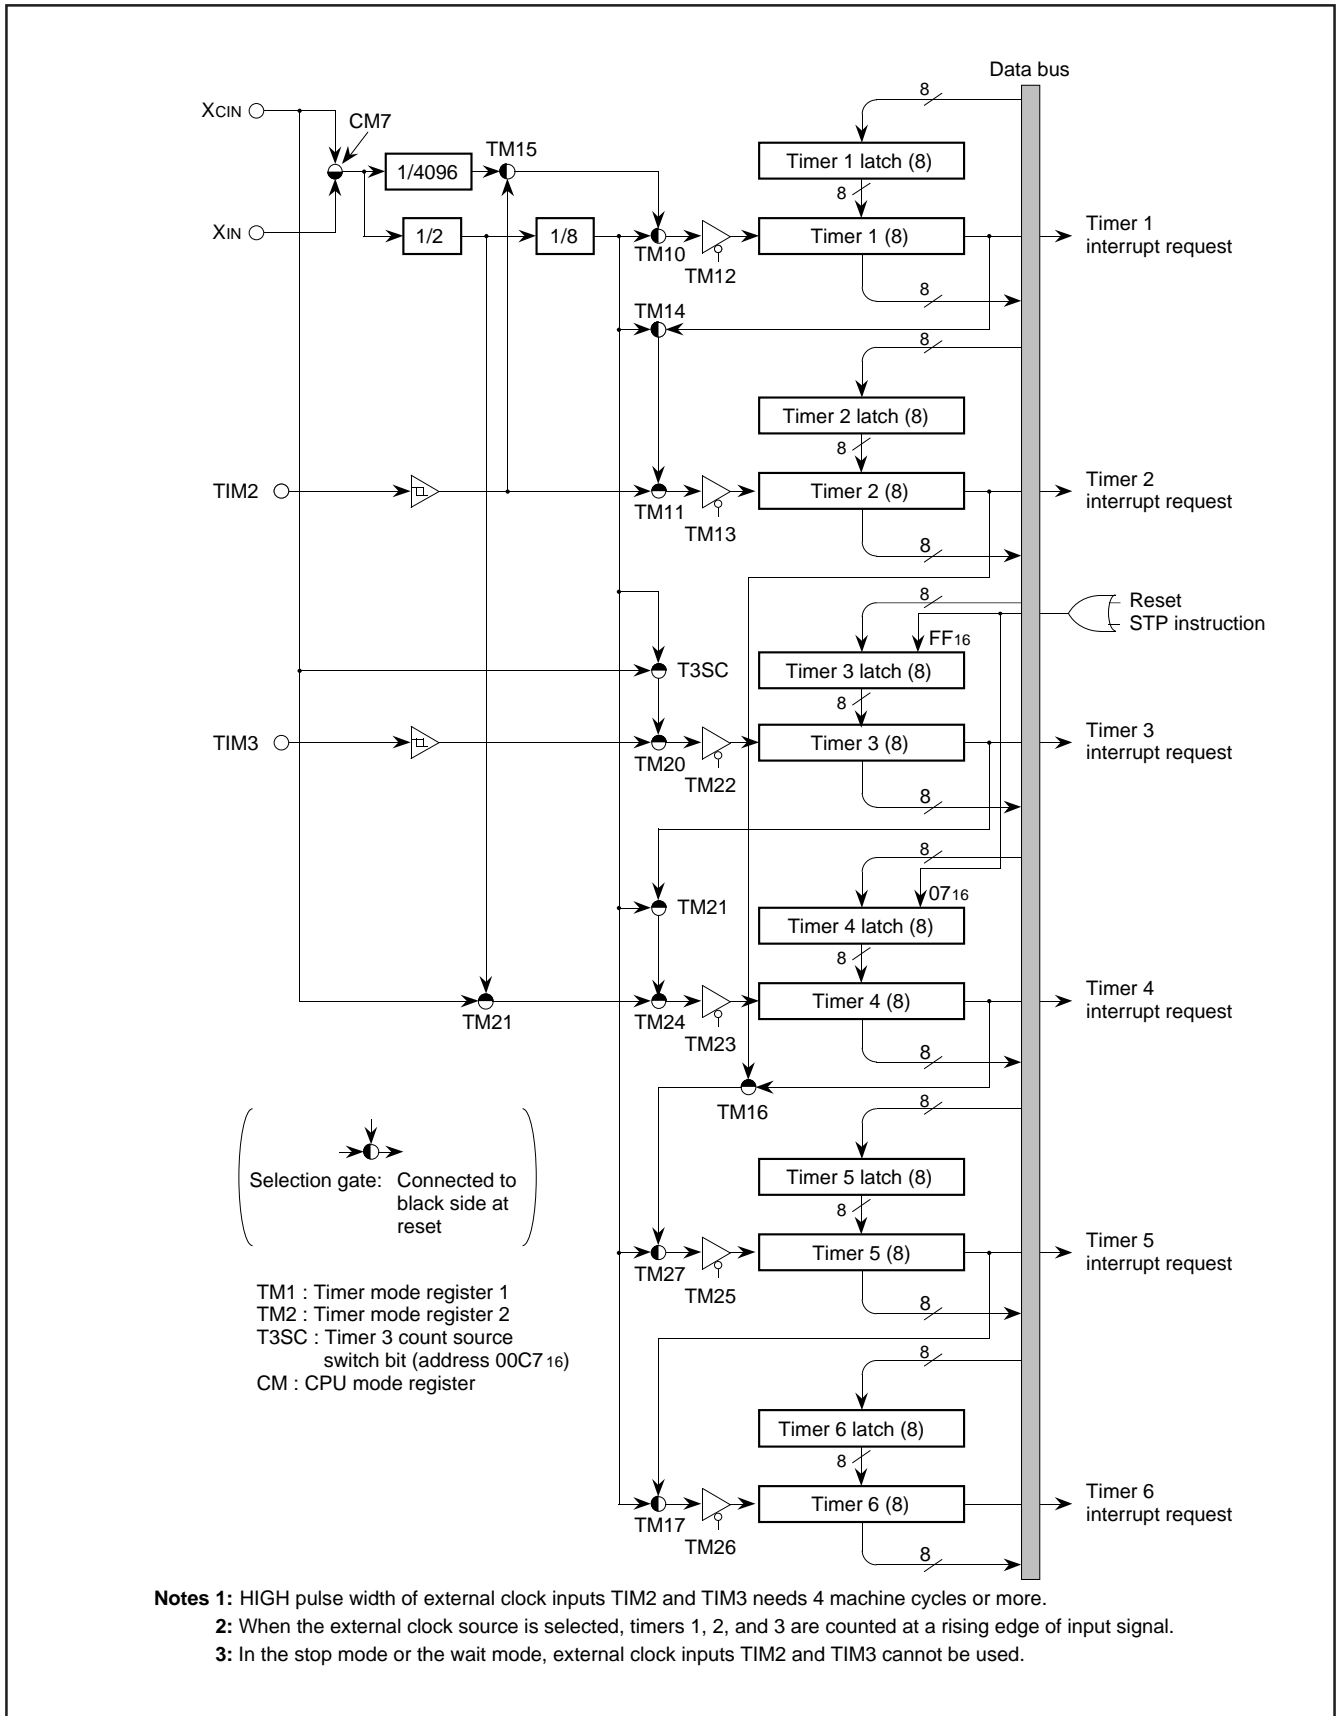 Data bus
8
XCIN
CM7
TM15
1/4096
Timer 1 latch (8)
8
XIN
1/2
1/8
TM10
TM12
Timer 1 (8)
Timer 1
interrupt request
8
TM14
8
Timer 2 latch (8)
8
TIM2
TM11
TM13
Timer 2 (8)
Timer 2
interrupt request
8
8
Reset
STP instruction
FF16
T3SC
Timer 3 latch (8)
8
TIM3
TM20
TM22
Timer 3 (8)
Timer 3
interrupt request
8
8
0716
TM21
Timer 4 latch (8)
8
TM21
TM24
TM23
Timer 4 (8)
Timer 4
interrupt request
8
TM16
8
Selection gate: Connected to
black side at
reset
Timer 5 latch (8)
8
TM27
TM25
Timer 5 (8)
Timer 5
interrupt request
8
TM1 : Timer mode register 1
TM2 : Timer mode register 2
T3SC : Timer 3 count source
switch bit (address 00C716)
CM : CPU mode register
8
Timer 6 latch (8)
8
TM17
TM26
Timer 6 (8)
Timer 6
interrupt request
8
Notes 1: HIGH pulse width of external clock inputs TIM2 and TIM3 needs 4 machine cycles or more.
2: When the external clock source is selected, timers 1, 2, and 3 are counted at a rising edge of input signal.
3: In the stop mode or the wait mode, external clock inputs TIM2 and TIM3 cannot be used.